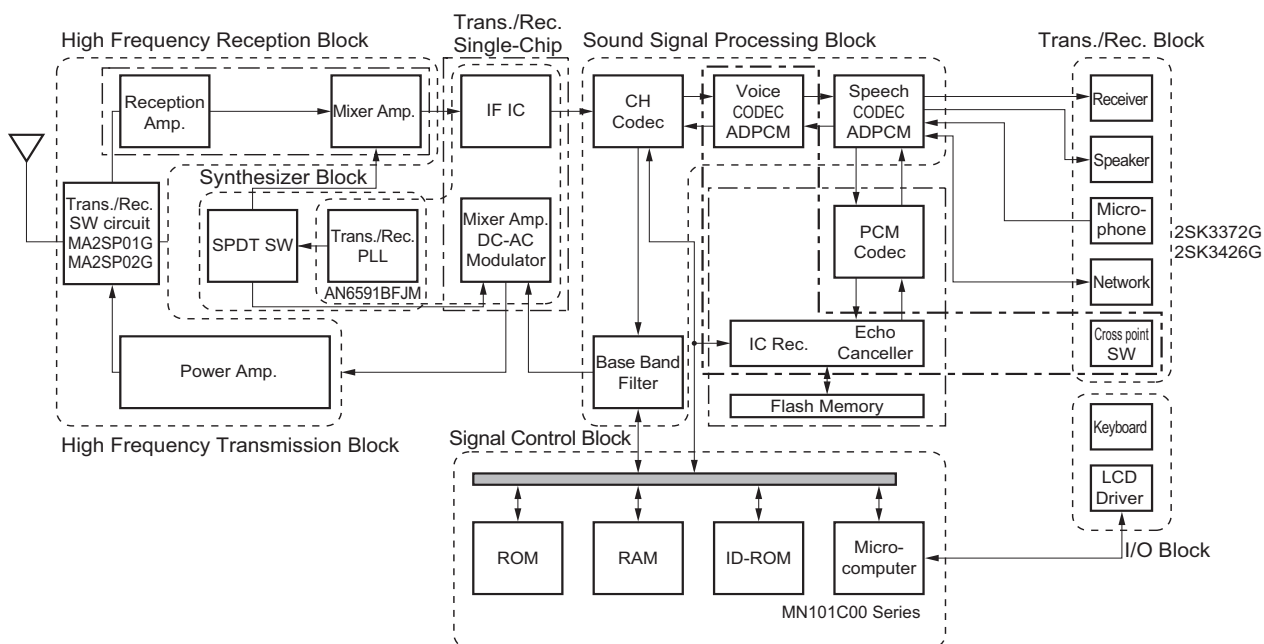 Trans./Rec.
Single-Chip
High Frequency Reception Block
Sound Signal Processing Block
Trans./Rec. Block
Reception
Amp.
Mixer Amp.
IF IC
CH
Codec
Voice
CODEC
ADPCM
Speech
CODEC
ADPCM
Receiver
Speaker
Synthesizer Block
Trans./Rec.
SW circuit
MA2SP01G
MA2SP02G
SPDT SW
Trans./Rec.
PLL
AN6591BFJM
Mixer Amp.
DC-AC
Modulator
PCM
Codec
Micro-
phone
2SK3372G
2SK3426G
Network
Power Amp.
Base Band
Filter
IC Rec.
Echo
Canceller
Cross point
SW
Flash Memory
High Frequency Transmission Block
Signal Control Block
Keyboard
LCD
Driver
I/O Block
ROM
RAM
ID-ROM
Micro-
computer
MN101C00 Series